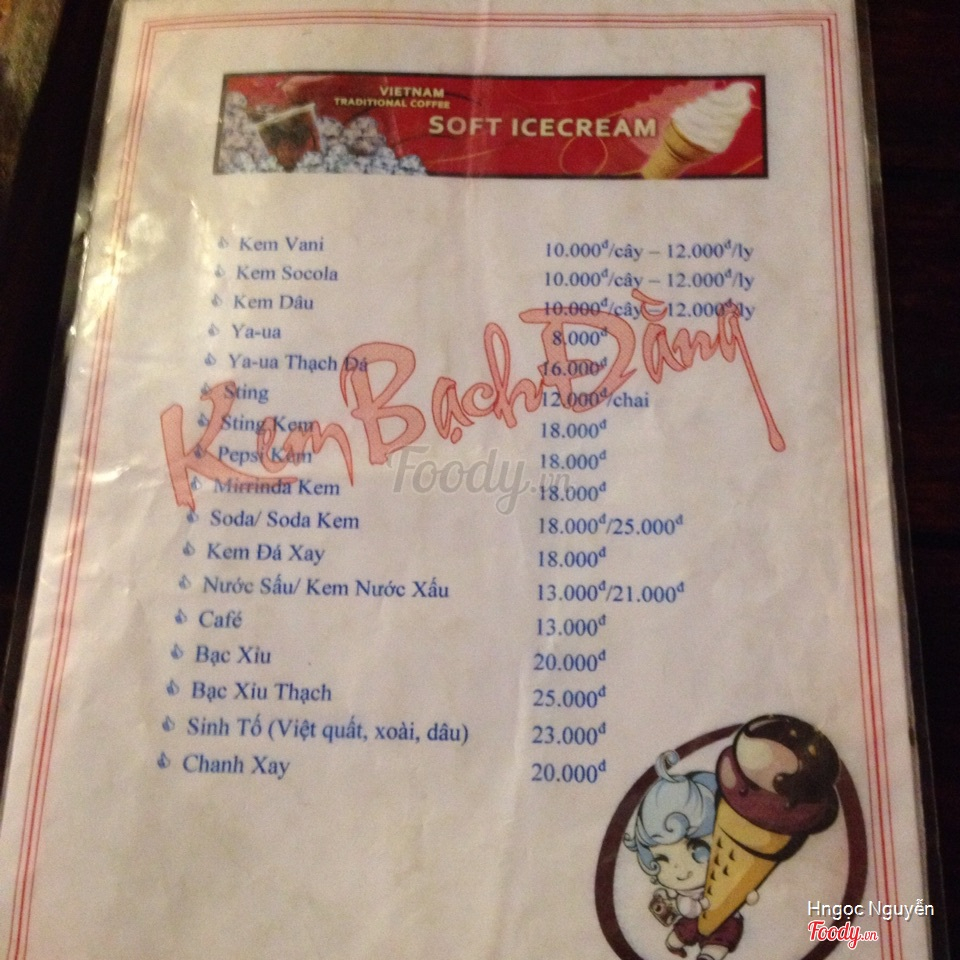 VIETNAM
TRADITIONAL COFFEE
SOFT ICECREAM
Kem Vani 10.000đ/cây – 12.000đ/ly
Kem Socola 10.000đ/cây – 12.000đ/ly
Kem Dâu 10.000đ/cây – 12.000đ/ly
Ya-ua 8.000đ
Ya-ua Thạch Đá 16.000đ
Sting 12.000đ/chai
Sting Kem 18.000đ
Pepsi Kem 18.000đ
Mirrinda Kem 18.000đ
Soda/ Soda Kem 18.000đ/25.000đ
Kem Đá Xay 18.000đ
Nước Sấu/ Kem Nước Xấu 13.000đ/21.000đ
Café 13.000đ
Bạc Xỉu 20.000đ
Bạc Xỉu Thạch 25.000đ
Sinh Tố (Việt quất, xoài, dâu) 23.000đ
Chanh Xay 20.000đ
Kem Bạch Đằng
Foody.vn
Hngọc Nguyễn
Foody.vn